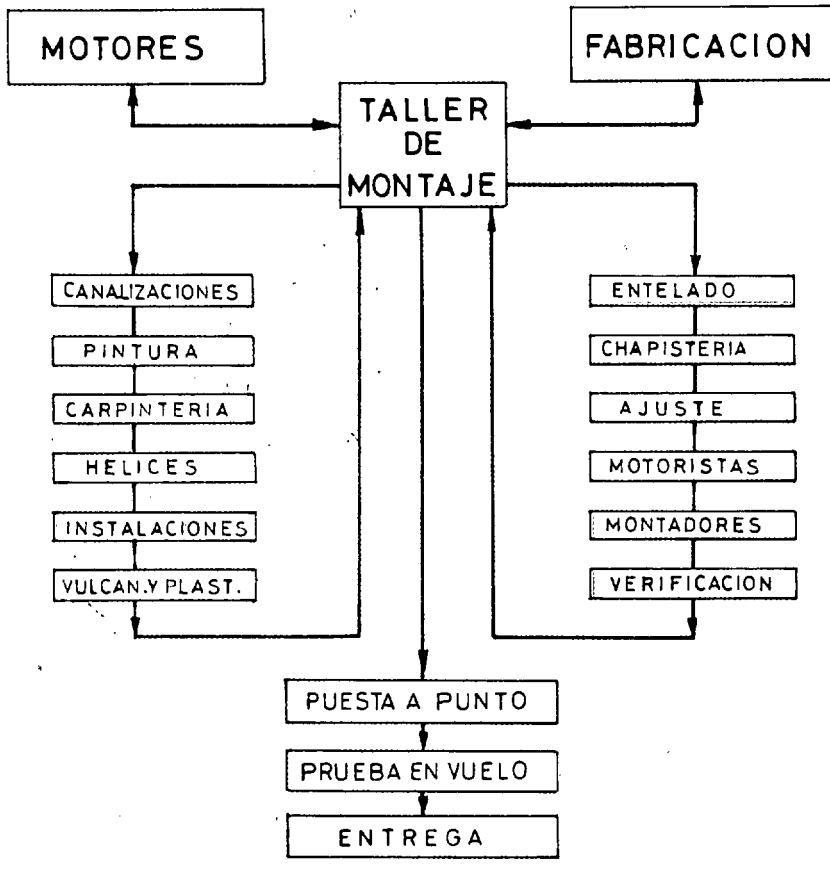 MOTORES
FABRICACION
TALLER
DE
MONTAJE
CANALIZACIONES
PINTURA
CARPINTERIA
HELICES
INSTALACIONES
VULCAN.Y PLAST.
ENTELADO
CHAPISTERIA
AJUSTE
MOTORISTAS
MONTADORES
VERIFICACION
PUESTA A PUNTO
PRUEBA EN VUELO
ENTREGA